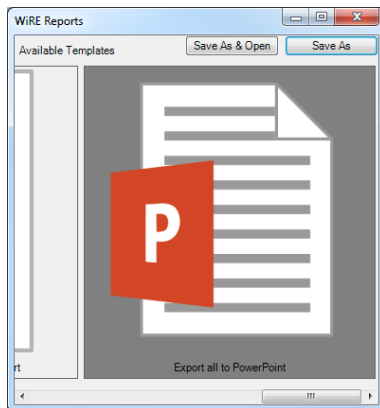 WiRE Reports
Available Templates
Save As & Open
Save As
P
rt
Export all to PowerPoint